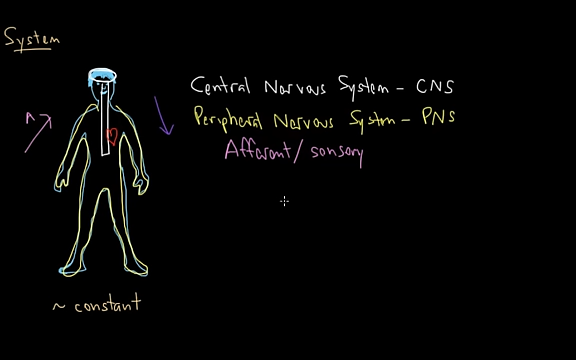 System
Central Nervous System - CNS
Peripheral Nervous System - PNS
A
Afferent/sensory
~ constant